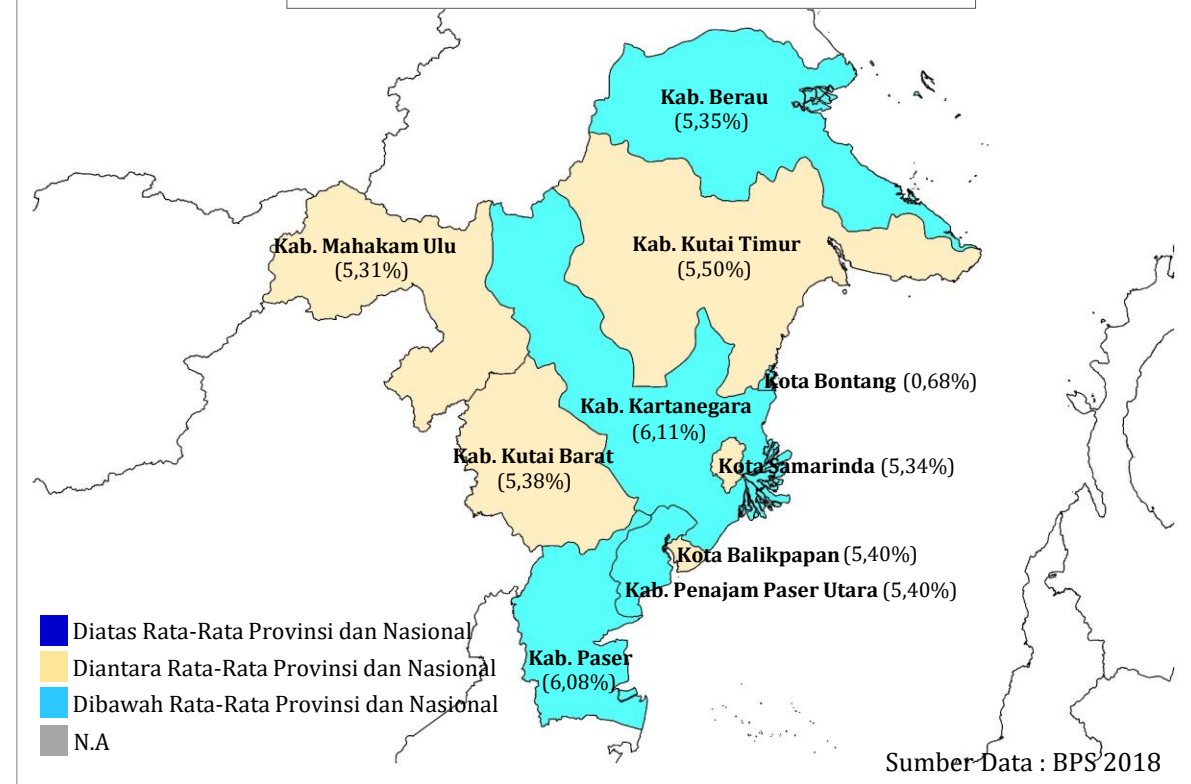 Kab. Berau
(5,35%)
Kab. Mahakam Ulu
(5,31%)
Kab. Kutai Timur
(5,50%)
Kota Bontang (0,68%)
Kab. Kartanegara
(6,11%)
Kab. Kutai Barat
(5,38%)
Kota Samarinda (5,34%)
Kota Balikpapan (5,40%)
Kab. Penajam Paser Utara (5,40%)
Kab. Paser
(6,08%)
Diatas Rata-Rata Provinsi dan Nasional
Diantara Rata-Rata Provinsi dan Nasional
Dibawah Rata-Rata Provinsi dan Nasional
N.A
Sumber Data : BPS 2018